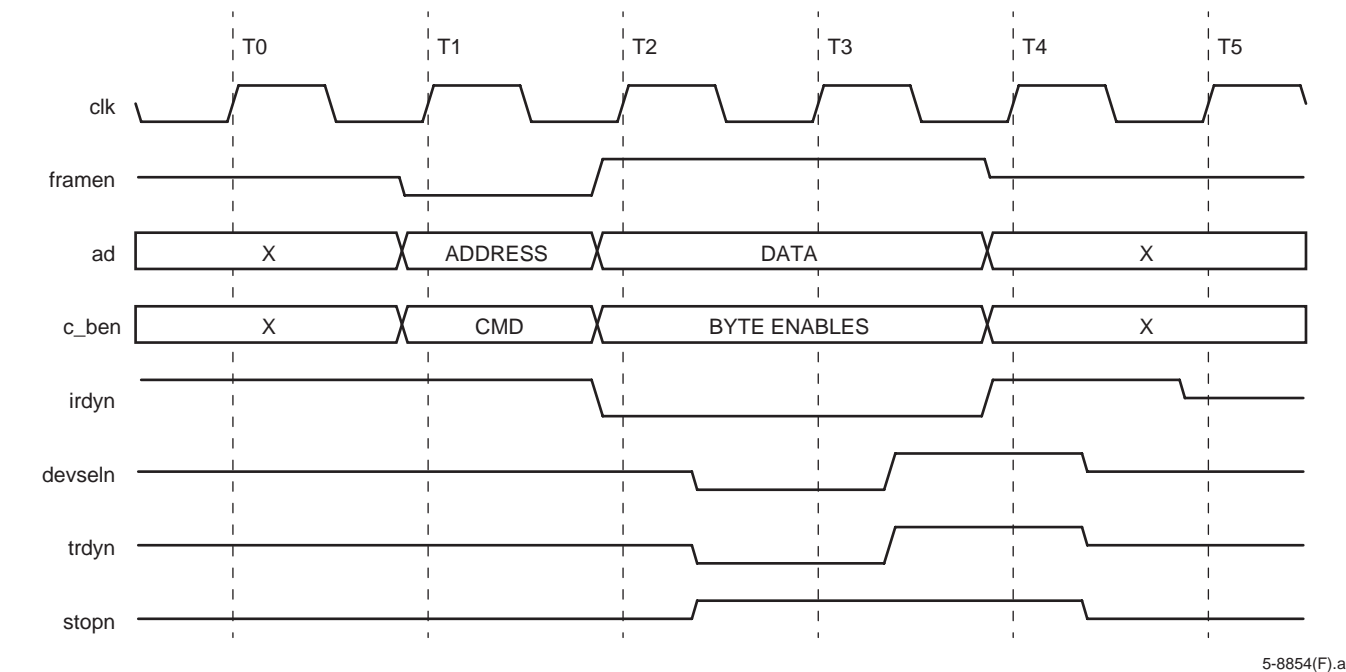 T0 T1 T2 T3 T4 T5
clk
framen
ad X ADDRESS DATA X
c_ben X CMD BYTE ENABLES X
irdyn
devseln
trdyn
stopn
5-8854(F).a